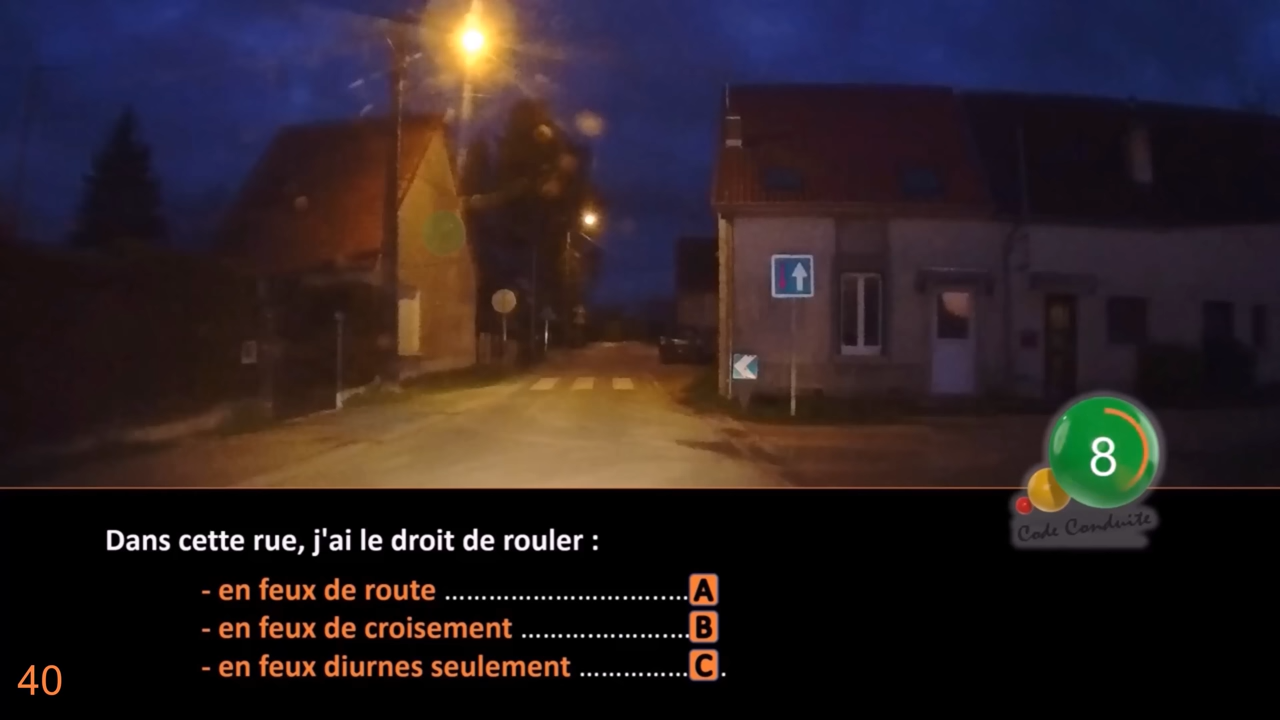 8
Code Conduite
Dans cette rue, j'ai le droit de rouler :
- en feux de route ................................ A
- en feux de croisement ........................ B
- en feux diurnes seulement ................ C .
40